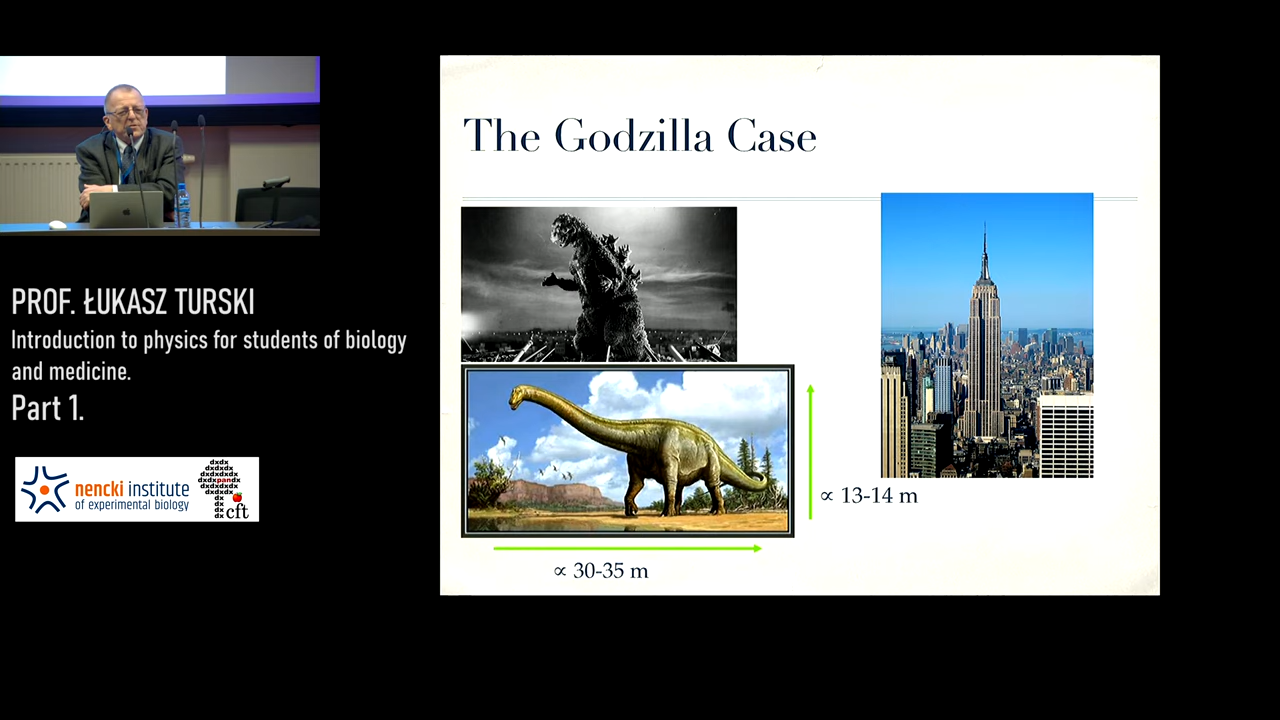 The Godzilla Case
PROF. ŁUKASZ TURSKI
Introduction to physics for students of biology
and medicine.
Part 1.
nencki institute
of experimental biology
dxdx
dxdxdx
dxdxdxdx
dxdxpandx
dxdxdxdx
dxdxdx
dx
dx
dx
dx
cft
∝ 13-14 m
∝ 30-35 m